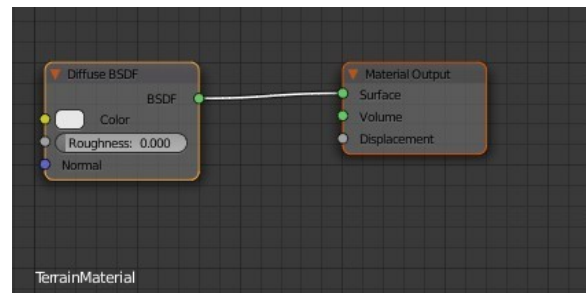 Diffuse BSDF
BSDF
Color
Roughness: 0.000
Normal
Material Output
Surface
Volume
Displacement
TerrainMaterial